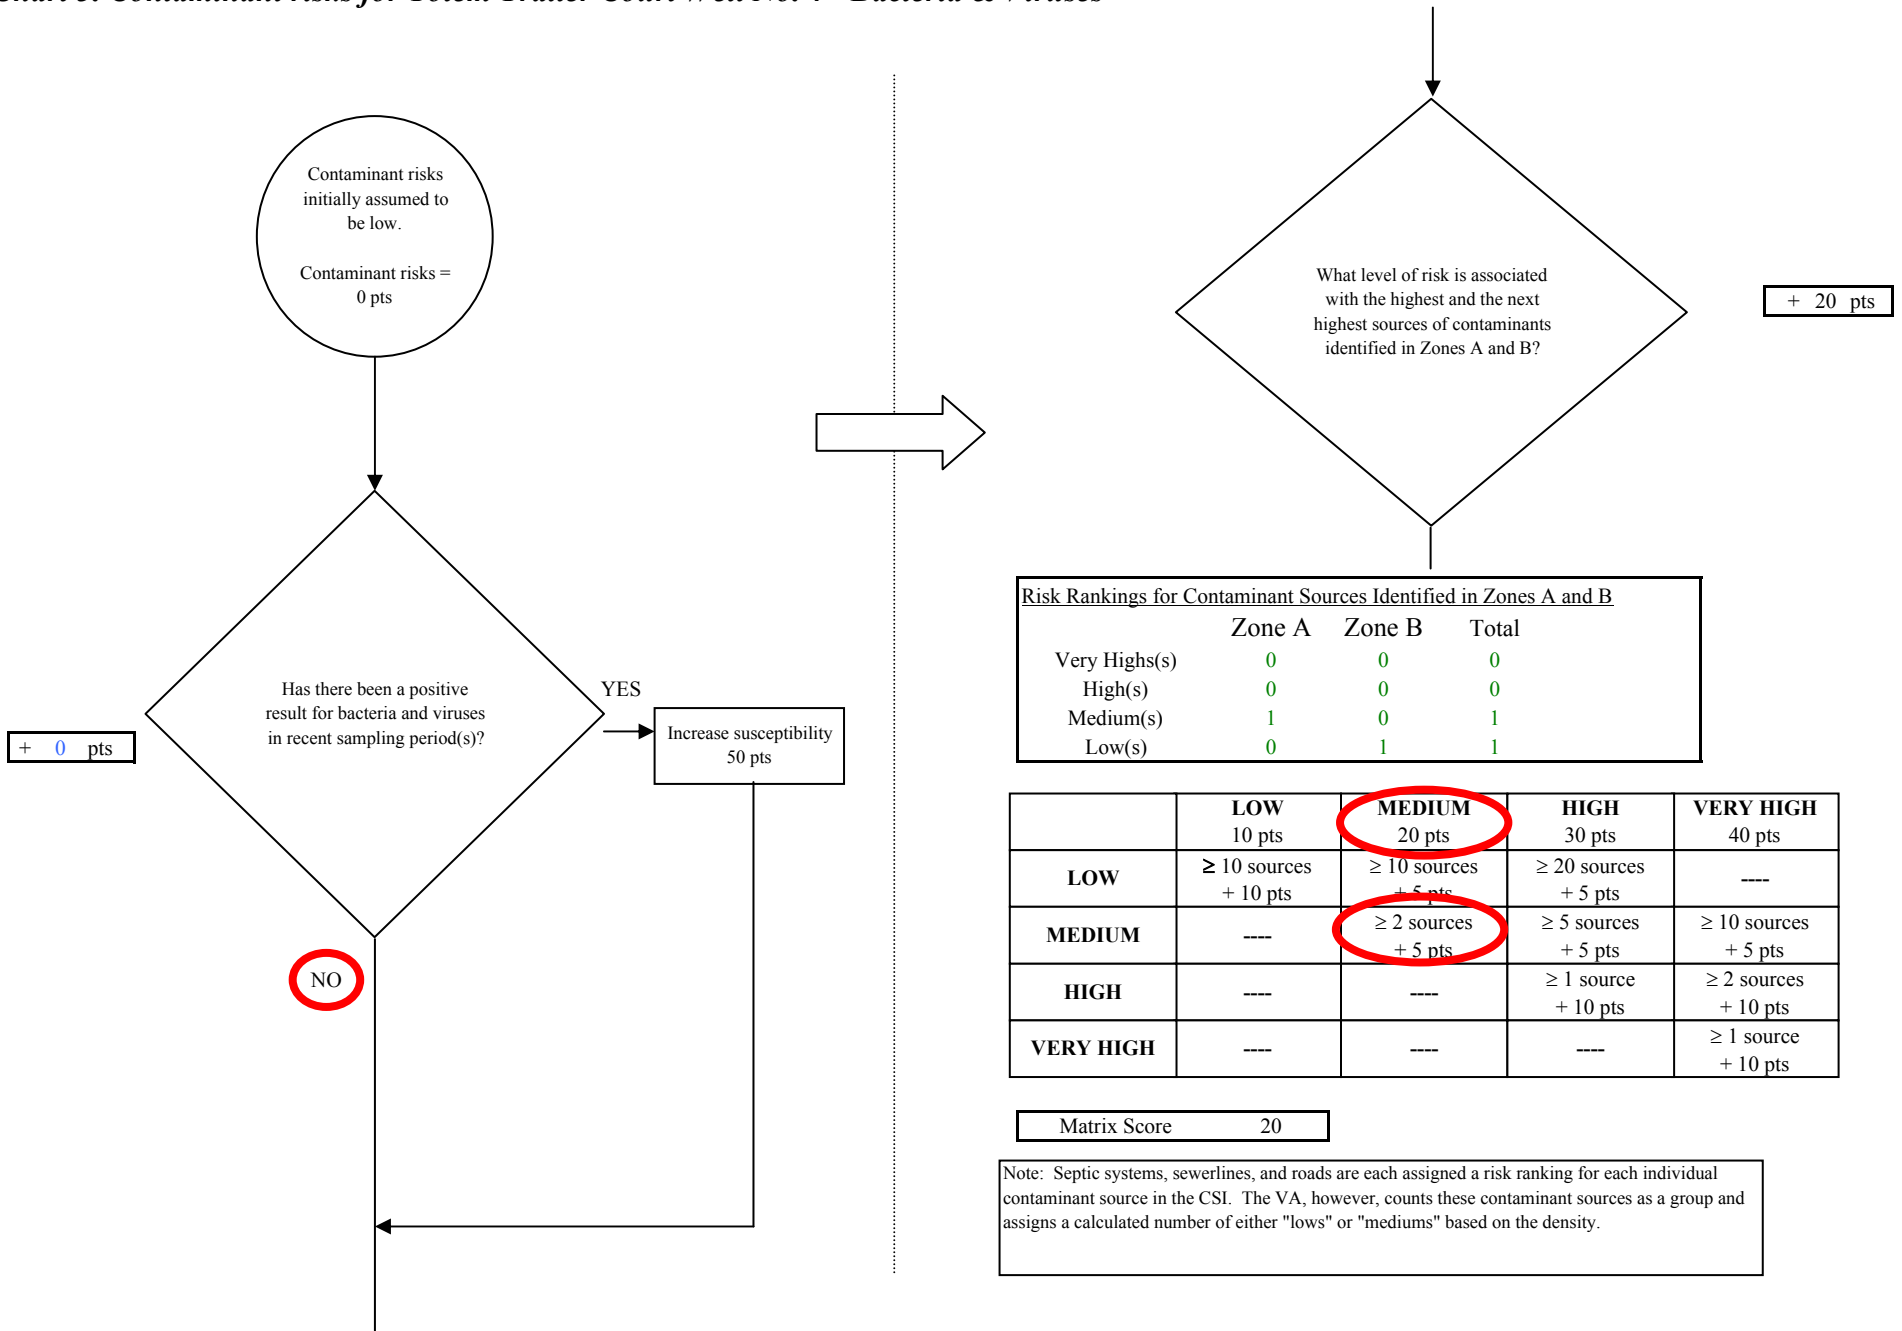 Contaminant risks
initially assumed to
be low.
Contaminant risks =
0 pts
Has there been a positive
result for bacteria and viruses
in recent sampling period(s)?
+ 0 pts
YES
Increase susceptibility
50 pts
NO
What level of risk is associated
with the highest and the next
highest sources of contaminants
identified in Zones A and B?
+ 20 pts
Risk Rankings for Contaminant Sources Identified in Zones A and B
Zone A Zone B Total
Very Highs(s) 0 0 0
High(s) 0 0 0
Medium(s) 1 0 1
Low(s) 0 1 1
LOW MEDIUM HIGH VERY HIGH
10 pts 20 pts 30 pts 40 pts
LOW ≥ 10 sources ≥ 10 sources ≥ 20 sources ----
+ 10 pts + 5 pts + 5 pts
MEDIUM ---- ≥ 2 sources ≥ 5 sources ≥ 10 sources
+ 5 pts + 5 pts + 5 pts
HIGH ---- ---- ≥ 1 source ≥ 2 sources
+ 10 pts + 10 pts
VERY HIGH ---- ---- ---- ≥ 1 source
+ 10 pts
Matrix Score 20
Note: Septic systems, sewerlines, and roads are each assigned a risk ranking for each individual
contaminant source in the CSI. The VA, however, counts these contaminant sources as a group and
assigns a calculated number of either "lows" or "mediums" based on the density.